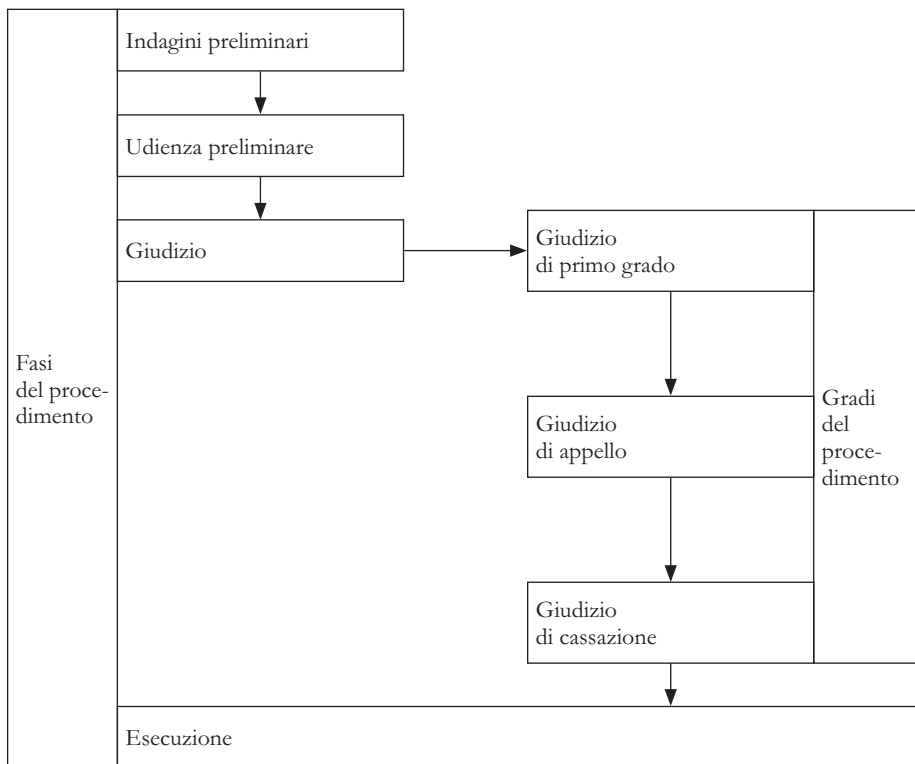 Indagini preliminari
Udienza preliminare
Giudizio
Giudizio
di primo grado
Fasi
del proce-
dimento
Giudizio
di appello
Gradi
del
proce-
dimento
Giudizio
di cassazione
Esecuzione